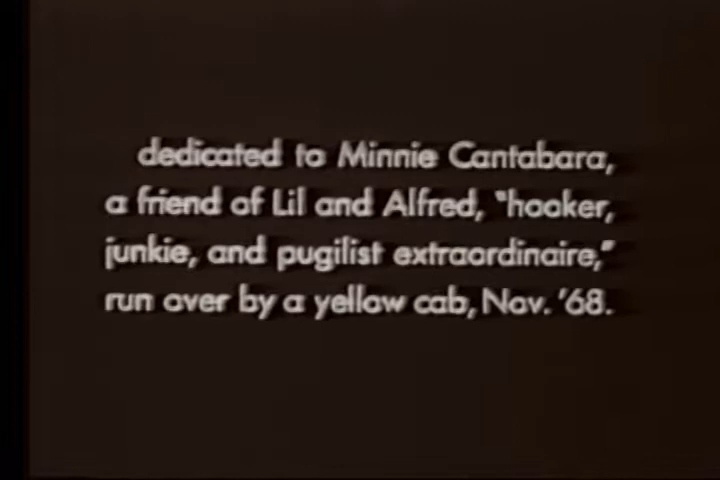 dedicated to Minnie Cantabara,
a friend of Lil and Alfred, "hooker,
junkie, and pugilist extraordinaire,"
run over by a yellow cab, Nov. '68.